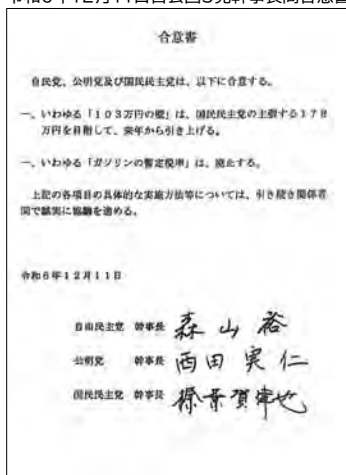 合意書
自民党、公明党及び国民民主党は、以下に合意する。
一、いわゆる「103万円の壁」は、国民民主党の主張する178
万円を目指して、来年から引き上げる。
一、いわゆる「ガソリンの暫定税率」は、廃止する。
上記の各項目の具体的な実施方法等については、引き続き関係者
間で誠実に協議を進める。
令和6年12月11日
自由民主党 幹事長 森山裕
公明党 幹事長 西田実仁
国民民主党 幹事長 榛葉賀津也